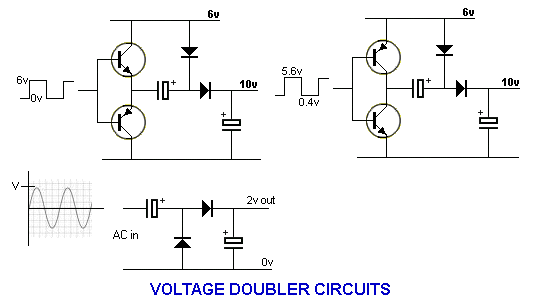 6v
6v
6v
0v
+
10v
+
5.6v
0.4v
+
10v
+
V
+
2v out
AC in
+
0v
VOLTAGE DOUBLER CIRCUITS